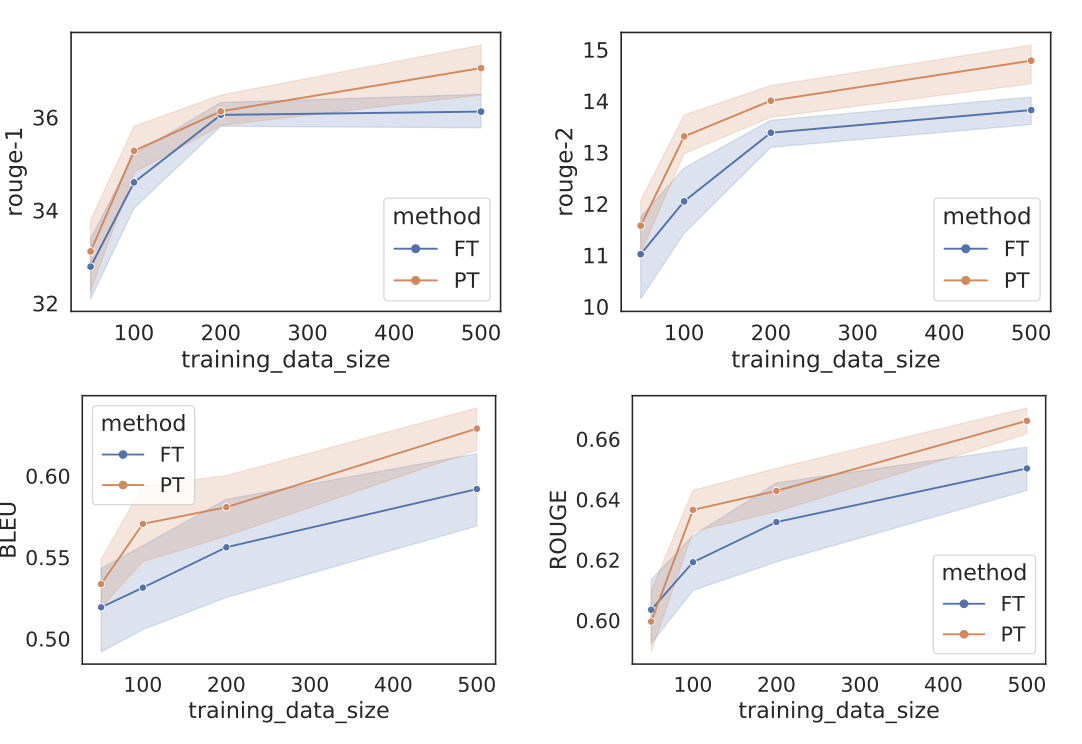 rouge-1
36
34
32
100 200 300 400 500
training_data_size
method
FT
PT
rouge-2
15
14
13
12
11
10
100 200 300 400 500
training_data_size
method
FT
PT
BLEU
0.60
0.55
0.50
100 200 300 400 500
training_data_size
method
FT
PT
ROUGE
0.66
0.64
0.62
0.60
100 200 300 400 500
training_data_size
method
FT
PT